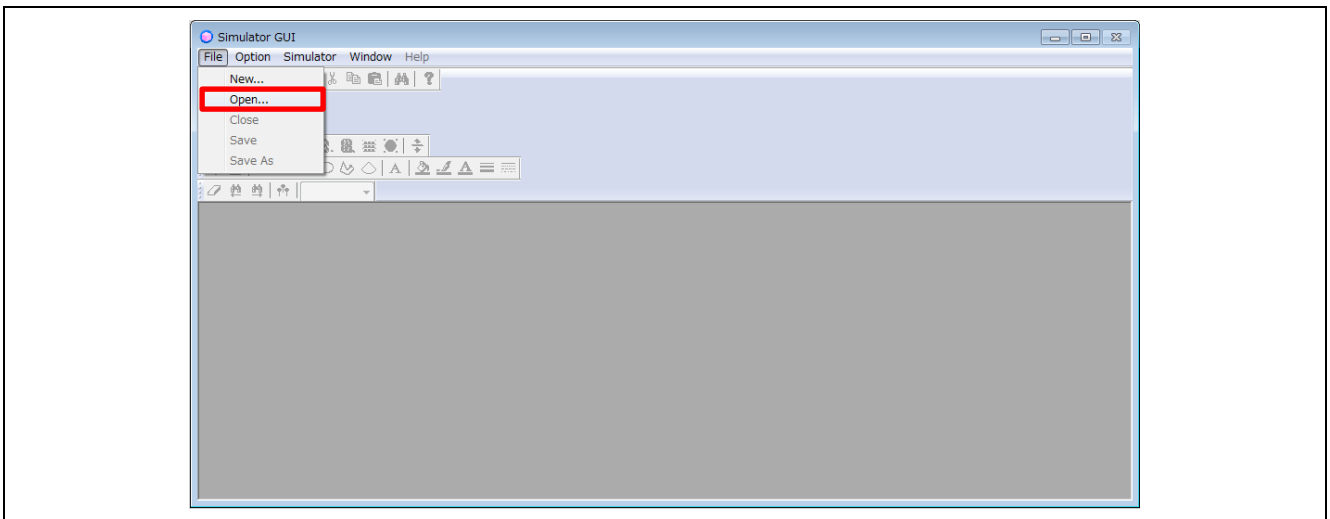 Simulator GUI
File Option Simulator Window Help
New...
Open...
Close
Save
Save As